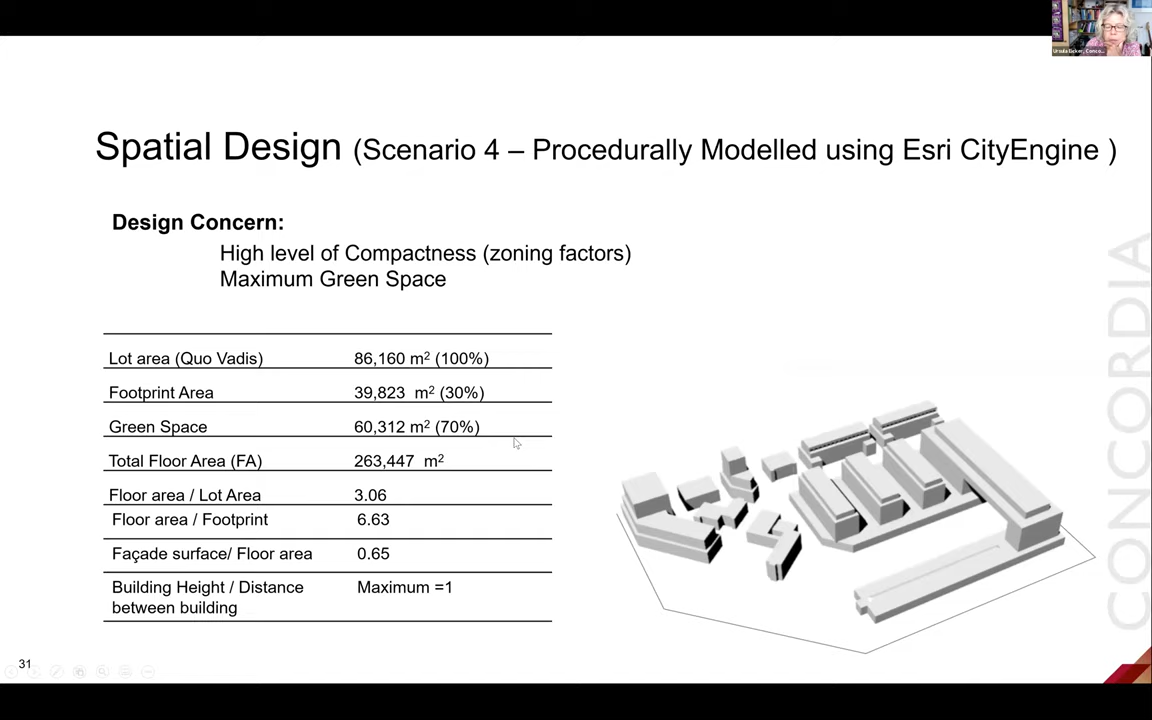 Ursula Eicker, Conco...
Spatial Design (Scenario 4 – Procedurally Modelled using Esri CityEngine )
Design Concern:
High level of Compactness (zoning factors)
Maximum Green Space
Lot area (Quo Vadis) 86,160 m² (100%)
Footprint Area 39,823 m² (30%)
Green Space 60,312 m² (70%)
Total Floor Area (FA) 263,447 m²
Floor area / Lot Area 3.06
Floor area / Footprint 6.63
Façade surface/ Floor area 0.65
Building Height / Distance Maximum =1
between building
CONCORDIA
31